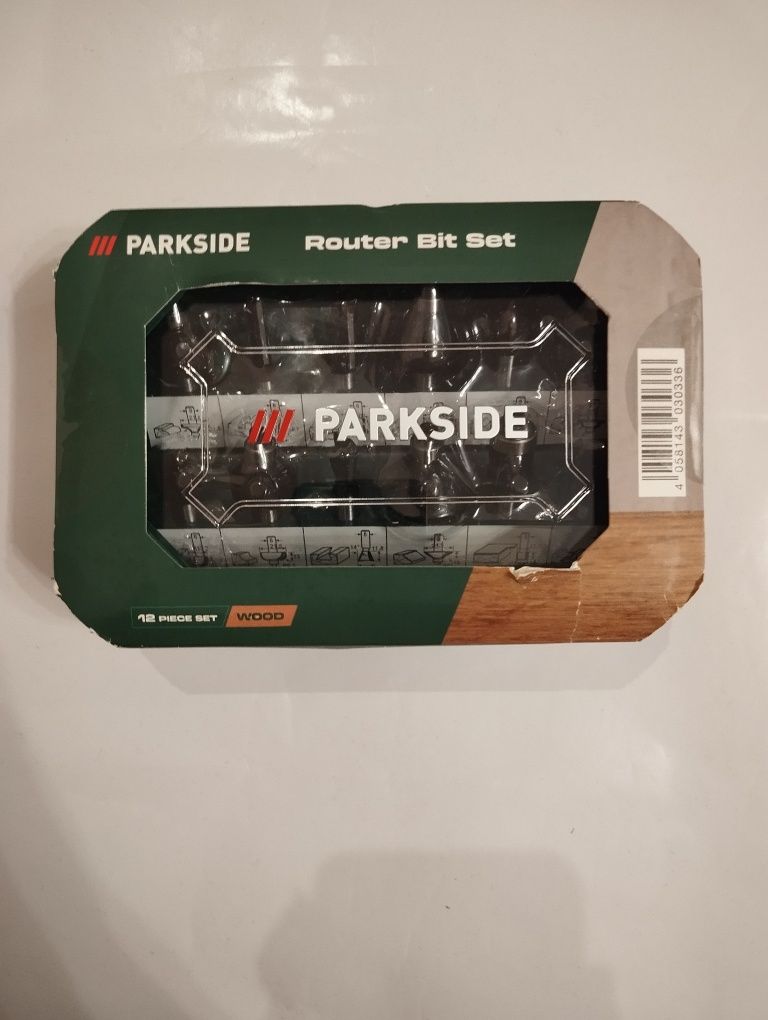 PARKSIDE
Router Bit Set
PARKSIDE
4 058143 030336
12 PIECE SET
WOOD